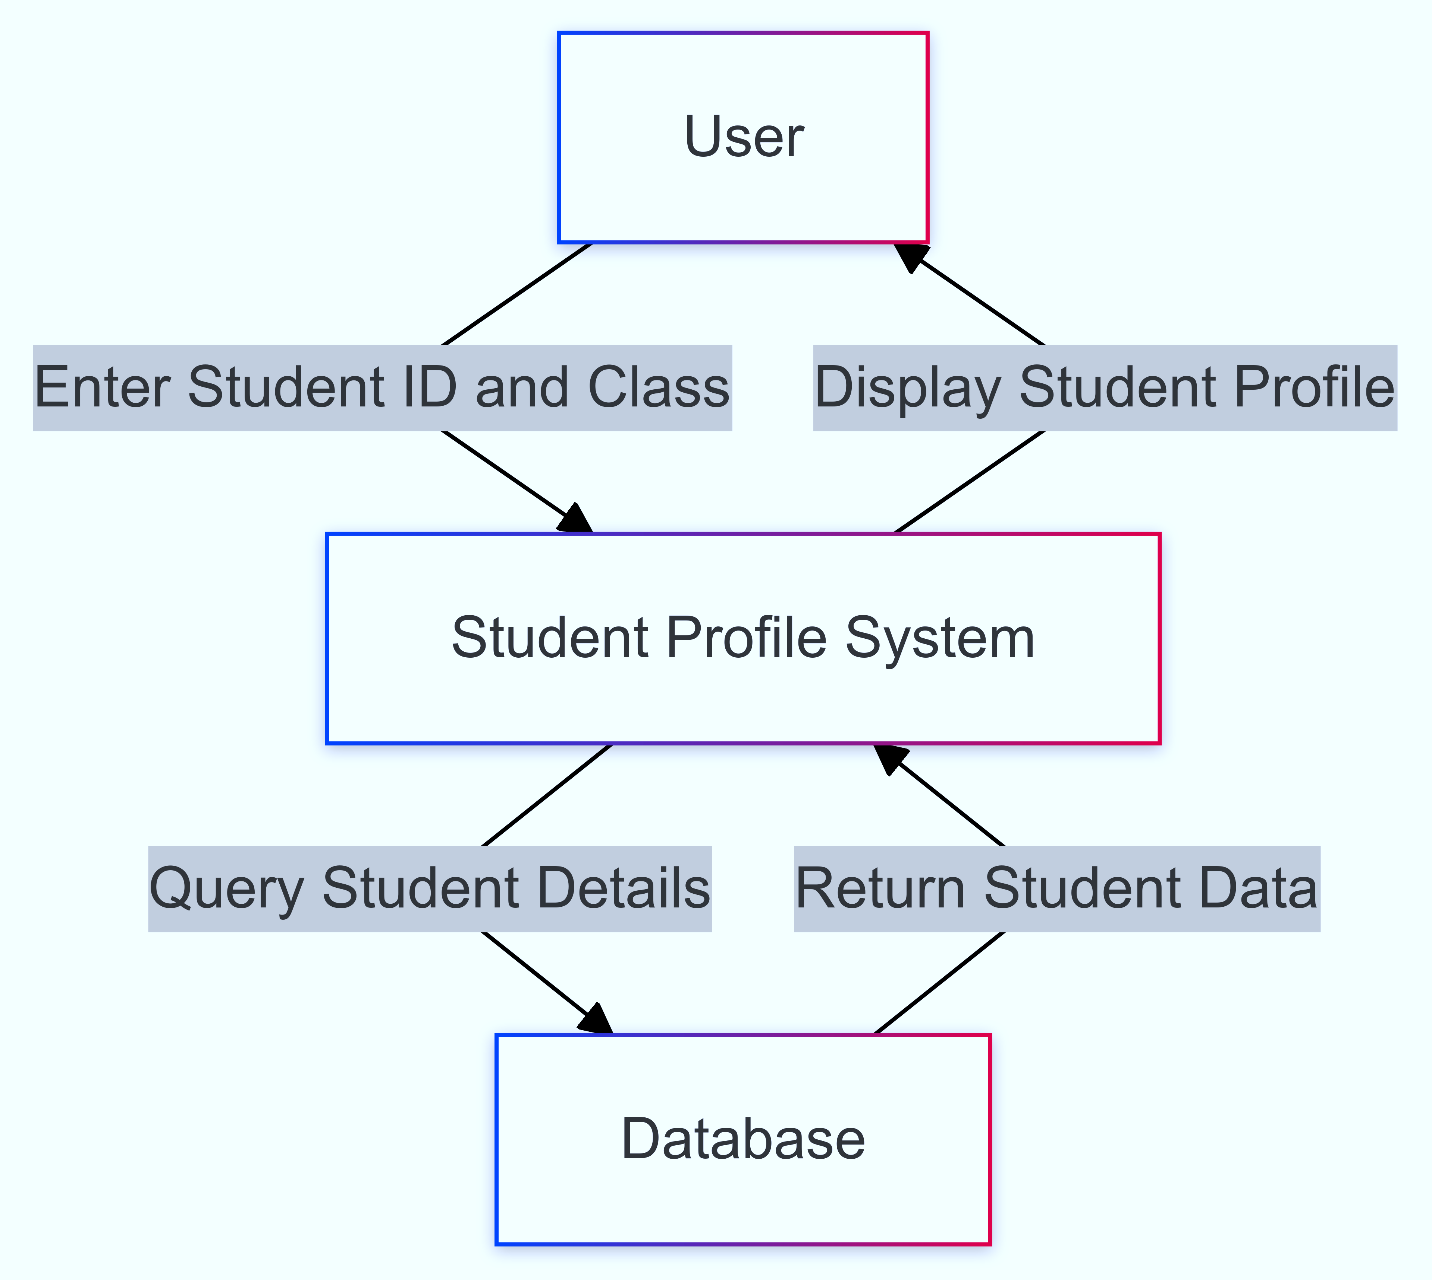 User
Enter Student ID and Class
Display Student Profile
Student Profile System
Query Student Details
Return Student Data
Database